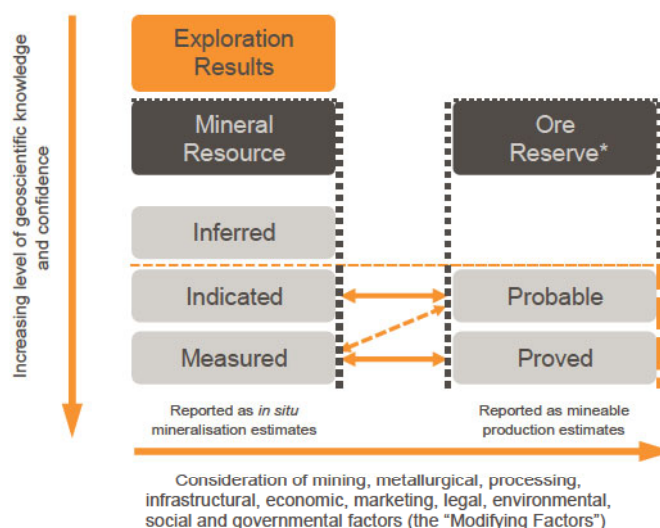 Increasing level of geoscientific knowledge
and confidence
Exploration
Results
Mineral
Resource
Ore
Reserve*
Inferred
Indicated
Probable
Measured
Proved
Reported as in situ
mineralisation estimates
Reported as mineable
production estimates
Consideration of mining, metallurgical, processing,
infrastructural, economic, marketing, legal, environmental,
social and governmental factors (the “Modifying Factors”)